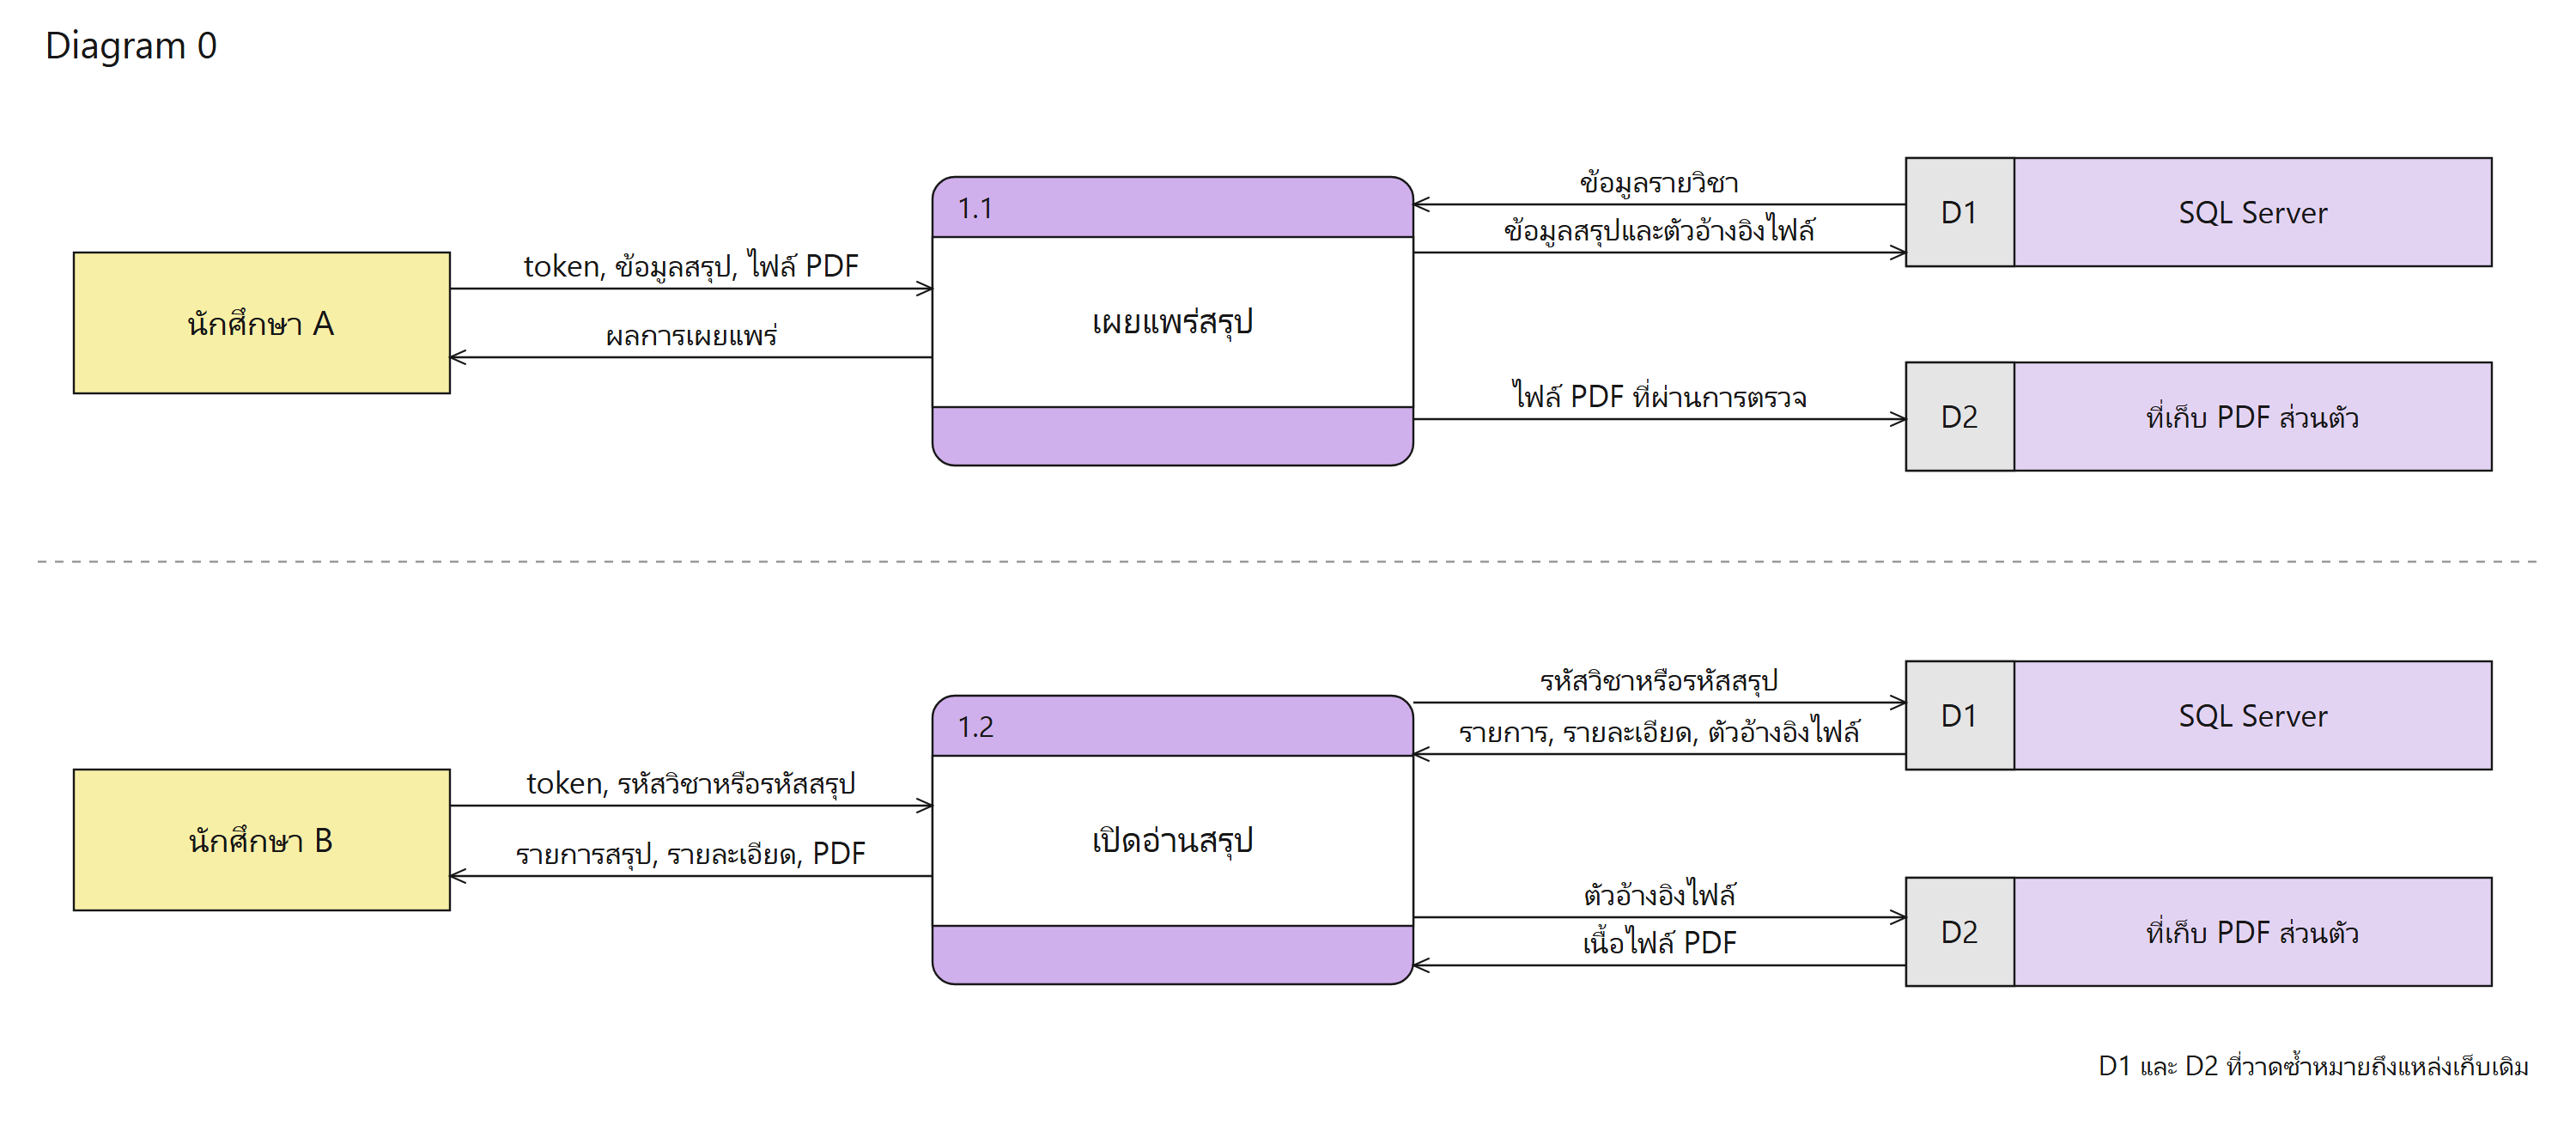 Diagram 0
ข้อมูลรายวิชา
1.1
D1
SQL Server
ข้อมูลสรุปและตัวอ้างอิงไฟล์
token, ข้อมูลสรุป, ไฟล์ PDF
นักศึกษา A
เผยแพร่สรุป
ผลการเผยแพร่
ไฟล์ PDF ที่ผ่านการตรวจ
D2
ที่เก็บ PDF ส่วนตัว
รหัสวิชาหรือรหัสสรุป
1.2
D1
SQL Server
รายการ, รายละเอียด, ตัวอ้างอิงไฟล์
token, รหัสวิชาหรือรหัสสรุป
นักศึกษา B
เปิดอ่านสรุป
รายการสรุป, รายละเอียด, PDF
ตัวอ้างอิงไฟล์
D2
ที่เก็บ PDF ส่วนตัว
เนื้อไฟล์ PDF
D1 และ D2 ที่วาดซ้ำหมายถึงแหล่งเก็บเดิม